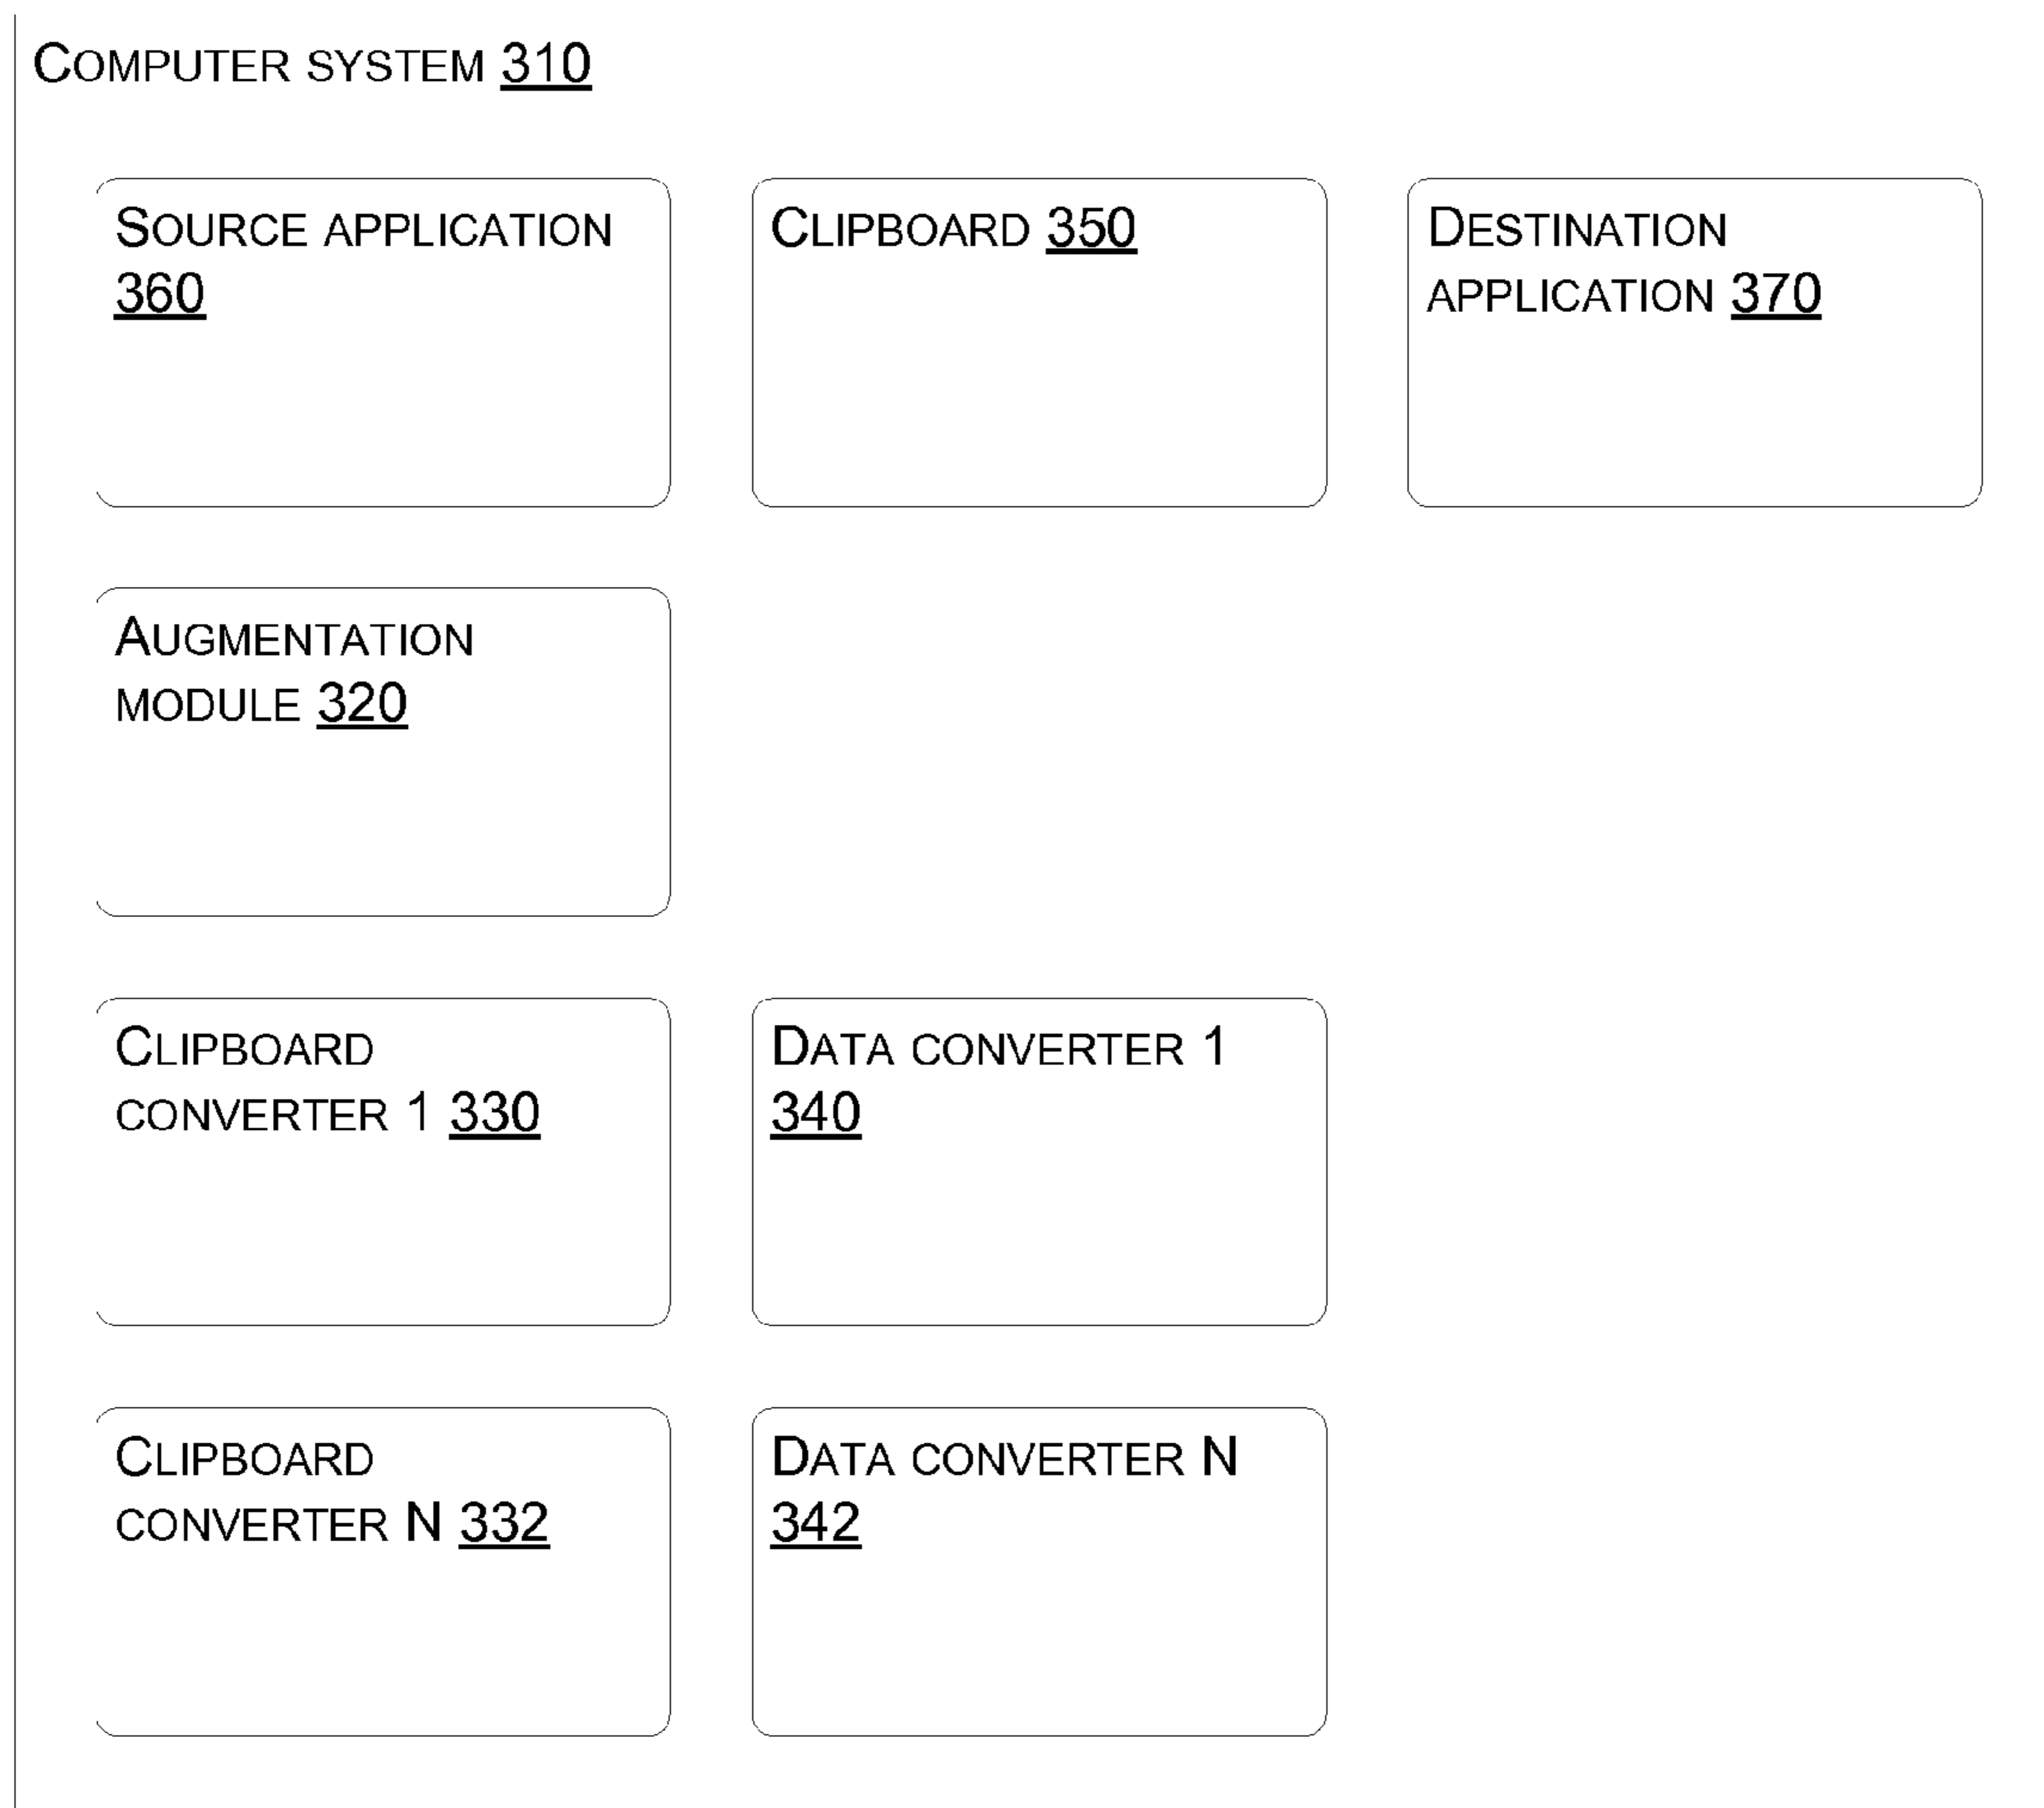 Computer system 310
Source application
360
Clipboard 350
Destination
application 370
Augmentation
module 320
Clipboard
converter 1 330
Data converter 1
340
Clipboard
converter N 332
Data converter N
342